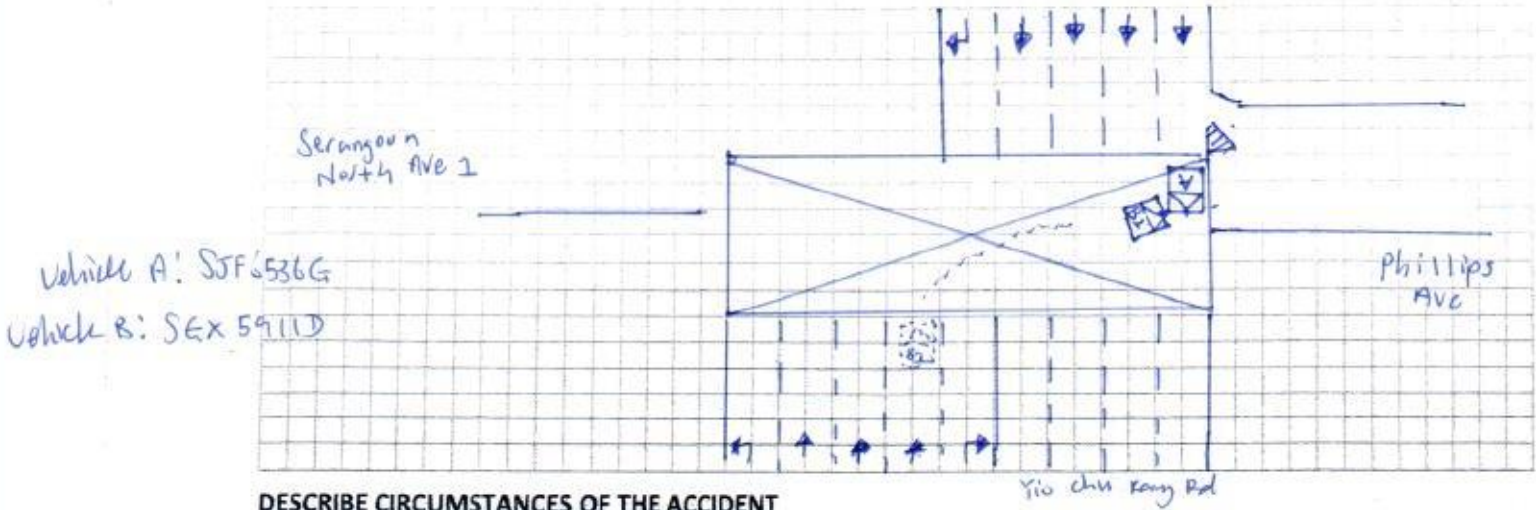 Serangoon
North Ave 1
Vehicle A: SJF6536G
Vehicle B: SGX 5911D
Phillips
Ave
A
B
Yio Chu Kang Rd
DESCRIBE CIRCUMSTANCES OF THE ACCIDENT